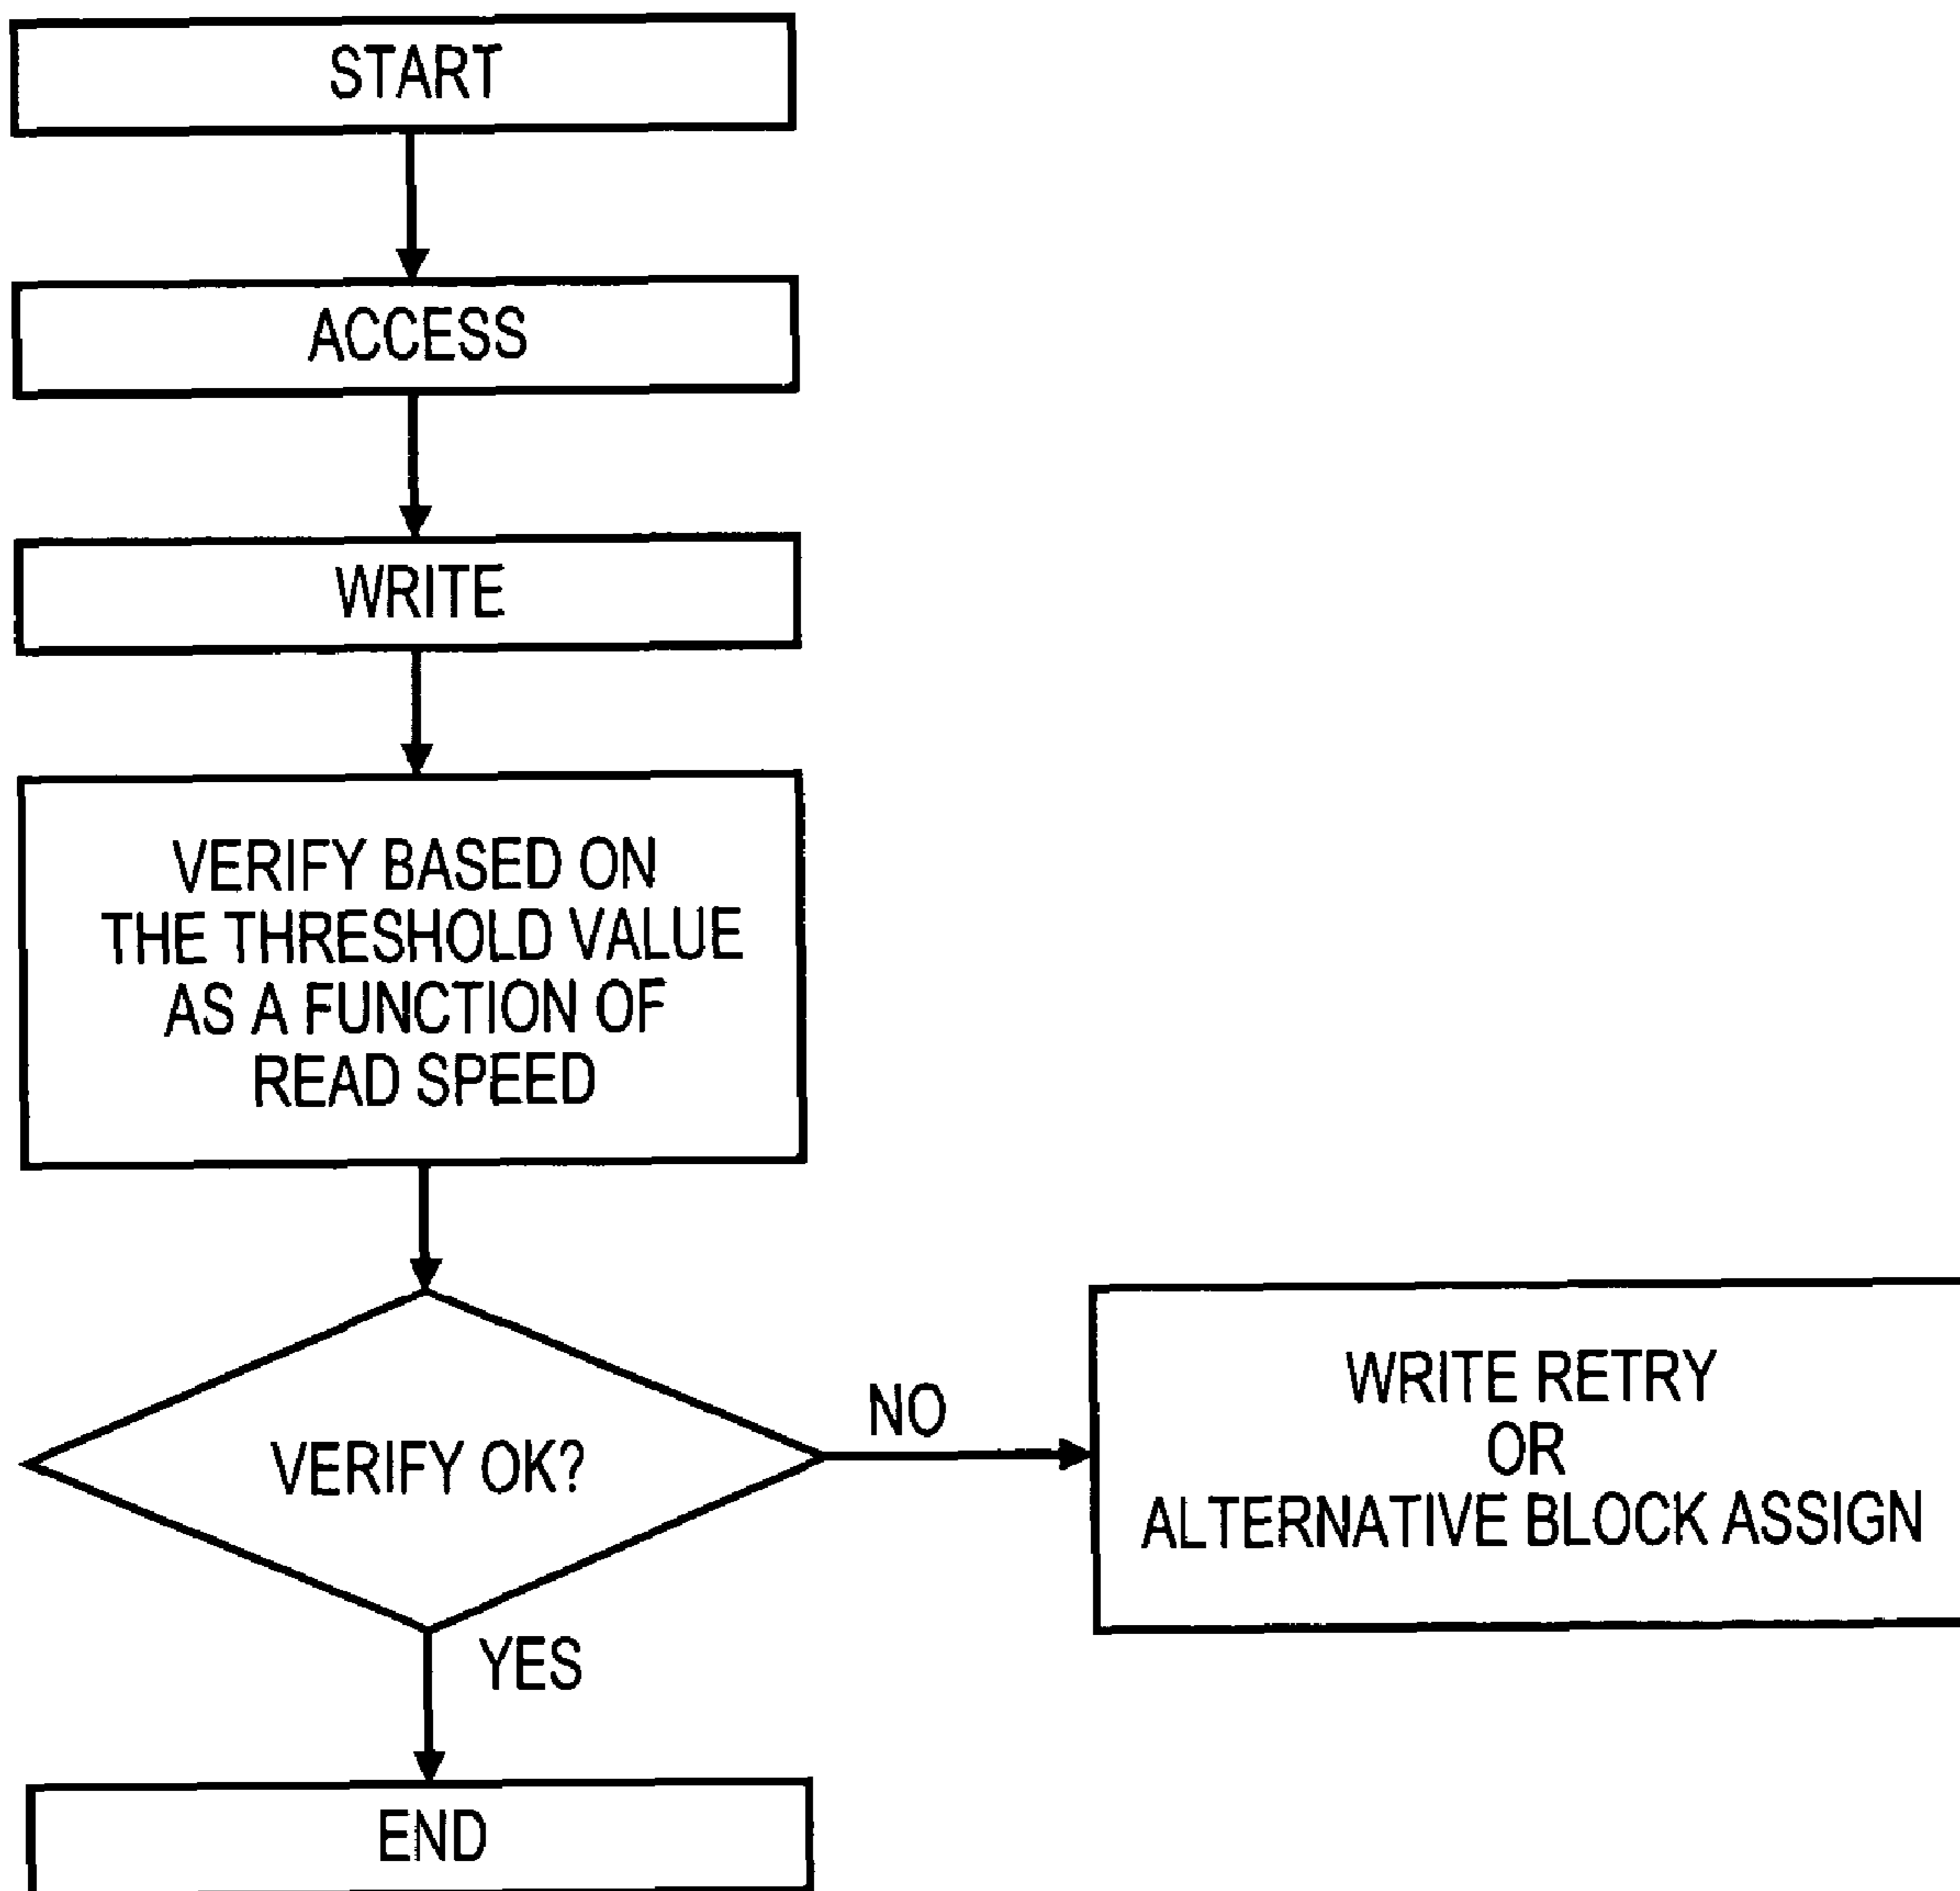 START
ACCESS
WRITE
VERIFY BASED ON
THE THRESHOLD VALUE
AS A FUNCTION OF
READ SPEED
VERIFY OK?
NO
WRITE RETRY
OR
ALTERNATIVE BLOCK ASSIGN
YES
END